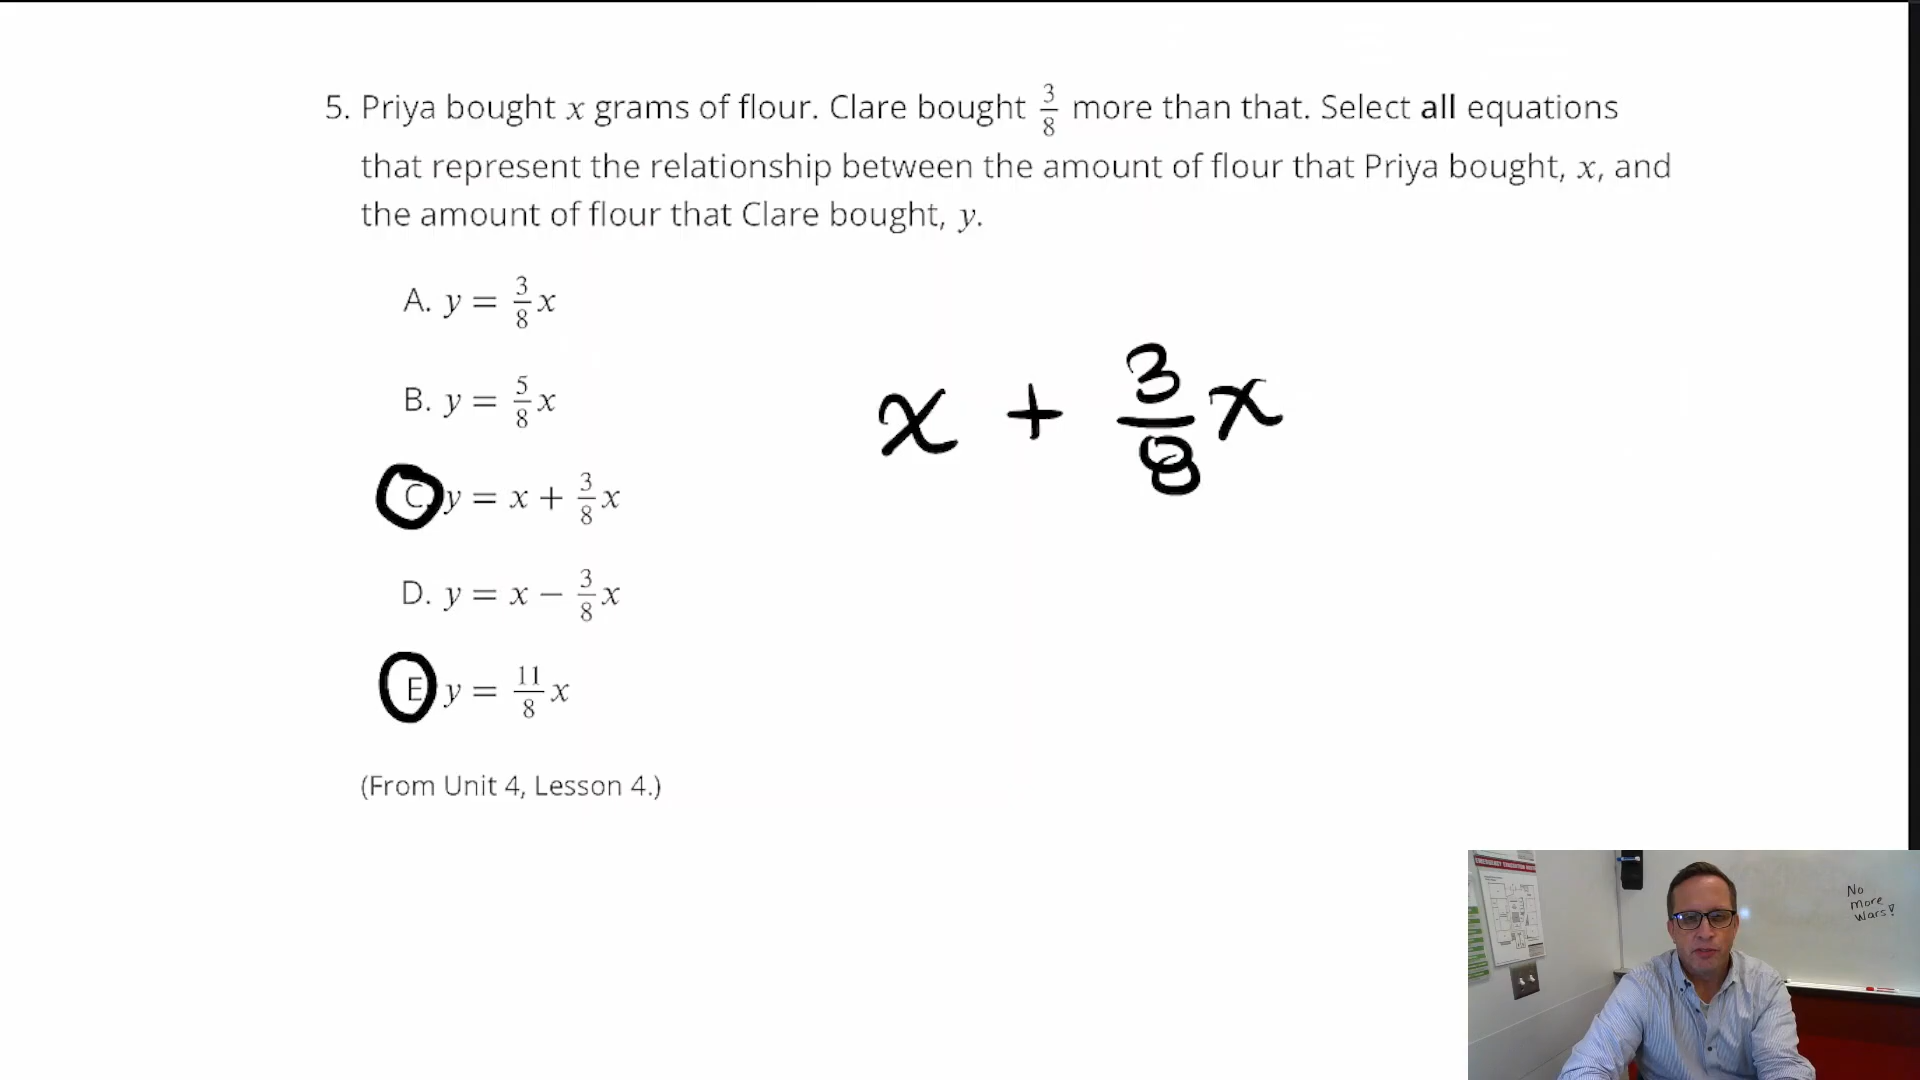 5. Priya bought x grams of flour. Clare bought 3/8 more than that. Select all equations
that represent the relationship between the amount of flour that Priya bought, x, and
the amount of flour that Clare bought, y.
A. y = 3/8 x
B. y = 5/8 x
C. y = x + 3/8 x
D. y = x − 3/8 x
E y = 11/8 x
x + 3/8 x
(From Unit 4, Lesson 4.)
No
more
wars!